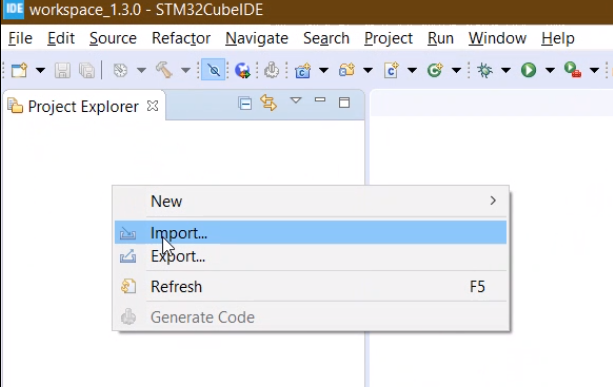 IDE workspace_1.3.0 - STM32CubeIDE
File Edit Source Refactor Navigate Search Project Run Window Help
Project Explorer
New
Import...
Export...
Refresh F5
Generate Code